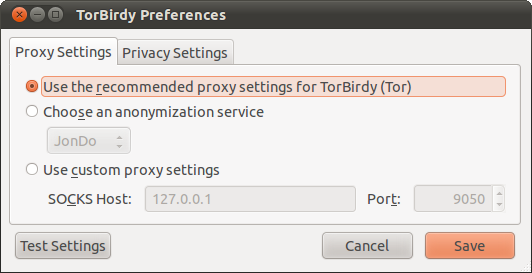 TorBirdy Preferences
Proxy Settings Privacy Settings
Use the recommended proxy settings for TorBirdy (Tor)
Choose an anonymization service
JonDo
Use custom proxy settings
SOCKS Host: 127.0.0.1 Port: 9050
Test Settings Cancel Save